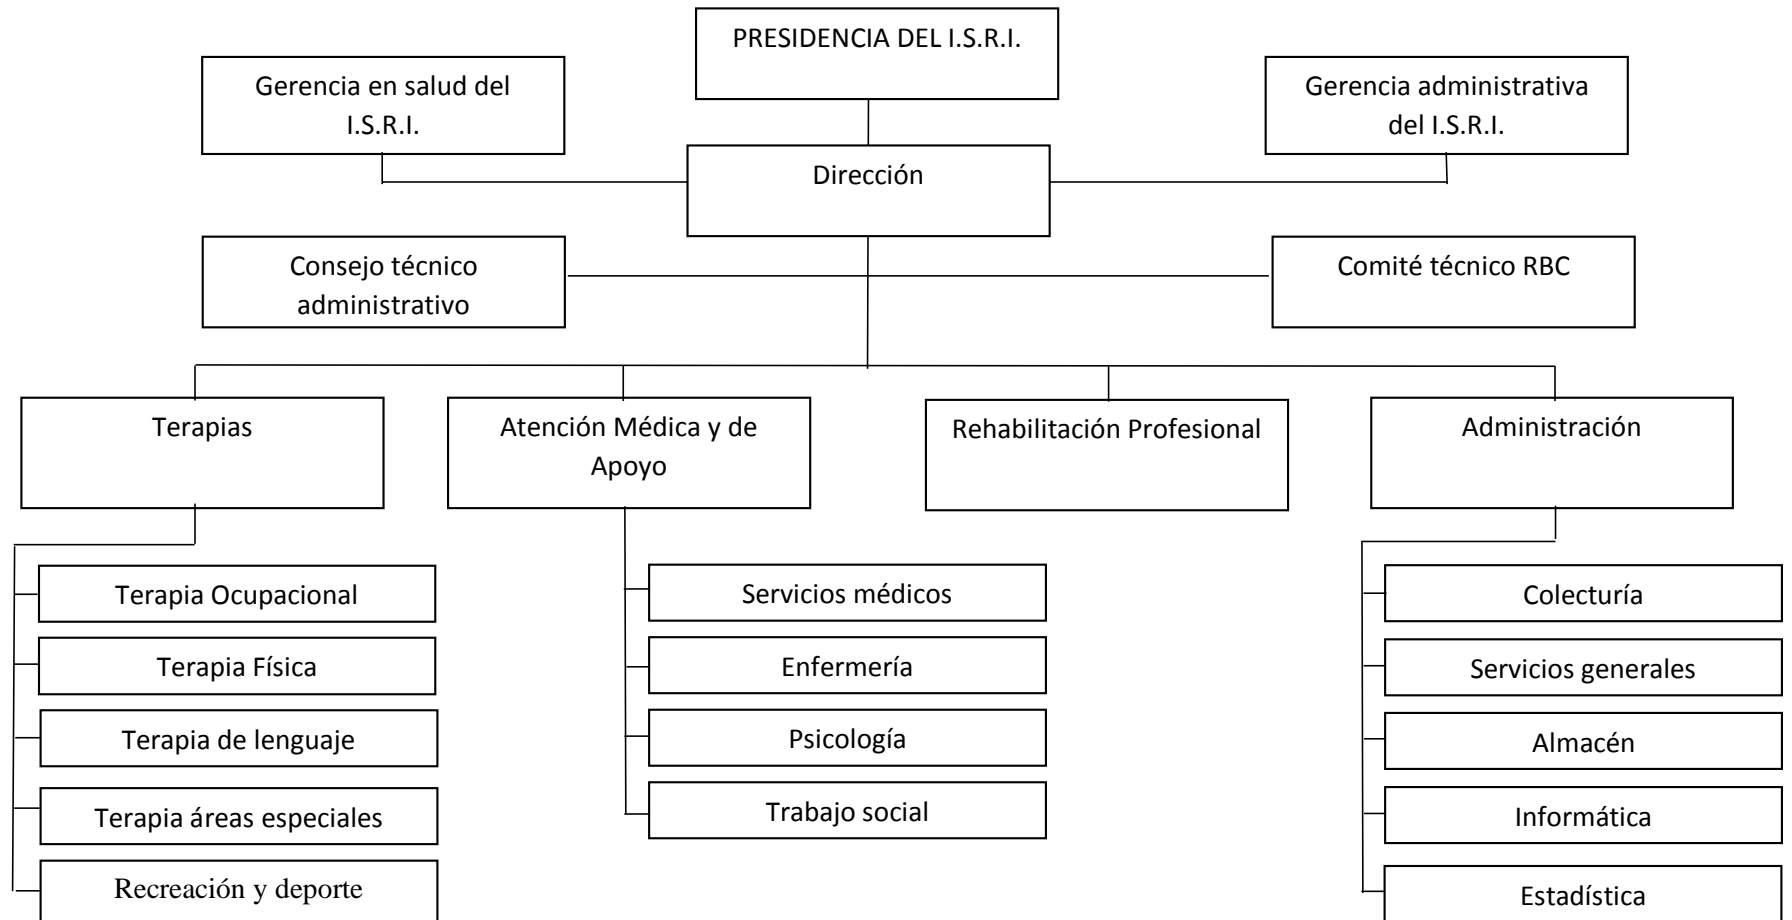 PRESIDENCIA DEL I.S.R.I.
Gerencia en salud del
I.S.R.I.
Gerencia administrativa
del I.S.R.I.
Dirección
Consejo técnico
administrativo
Comité técnico RBC
Terapias
Atención Médica y de
Apoyo
Rehabilitación Profesional
Administración
Terapia Ocupacional
Terapia Física
Terapia de lenguaje
Terapia áreas especiales
Recreación y deporte
Servicios médicos
Enfermería
Psicología
Trabajo social
Colecturía
Servicios generales
Almacén
Informática
Estadística